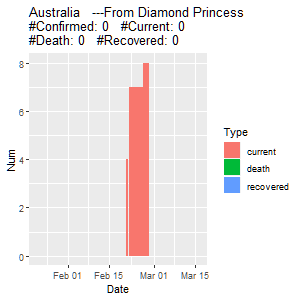 Australia   ---From Diamond Princess
#Confirmed: 0   #Current: 0
#Death: 0   #Recovered: 0
8
6
4
2
0
Num
Feb 01
Feb 15
Mar 01
Mar 15
Date
Type
current
death
recovered